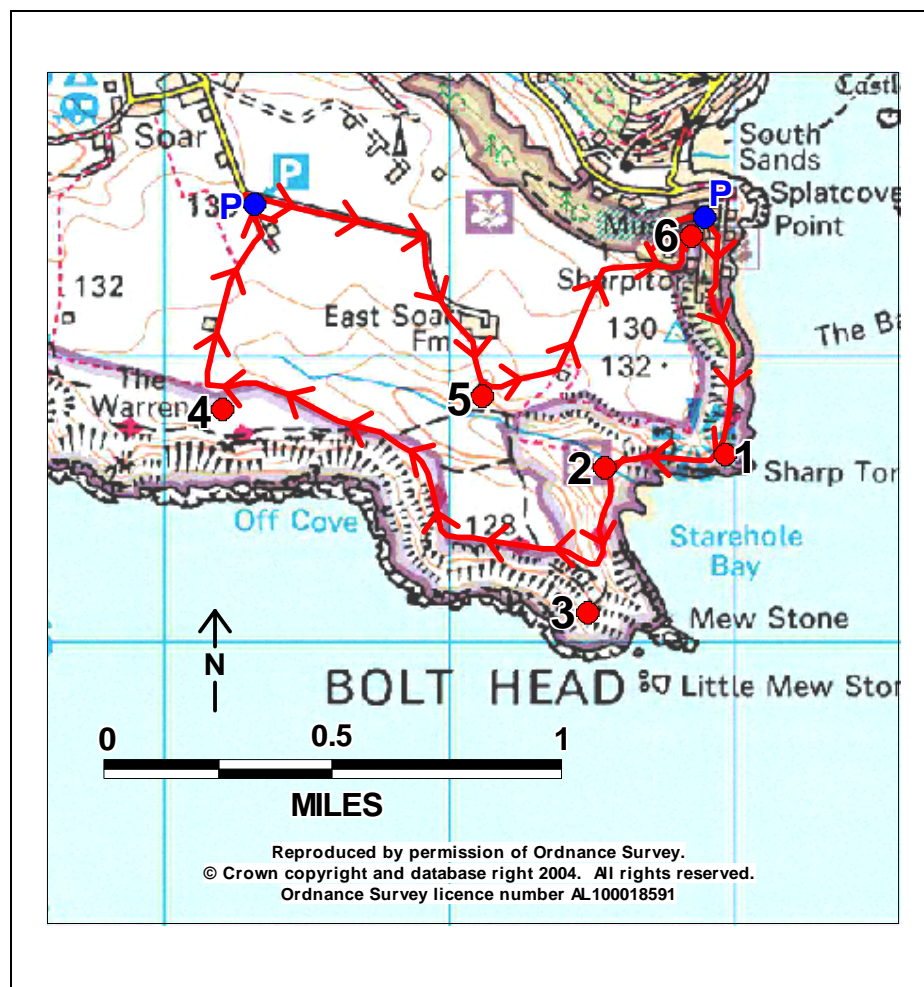 Castl
Soar
South
Sands
P
P
P
13
Splatcove
Point
6
132
Sharpitor
East Soar
Fm
130
The Ba
132
The
Warren
4
5
2
1
Sharp Tor
Off Cove
128
Starehole
Bay
3
Mew Stone
N
BOLT HEAD
Little Mew Ston
0
0.5
1
MILES
Reproduced by permission of Ordnance Survey.
© Crown copyright and database right 2004. All rights reserved.
Ordnance Survey licence number AL100018591